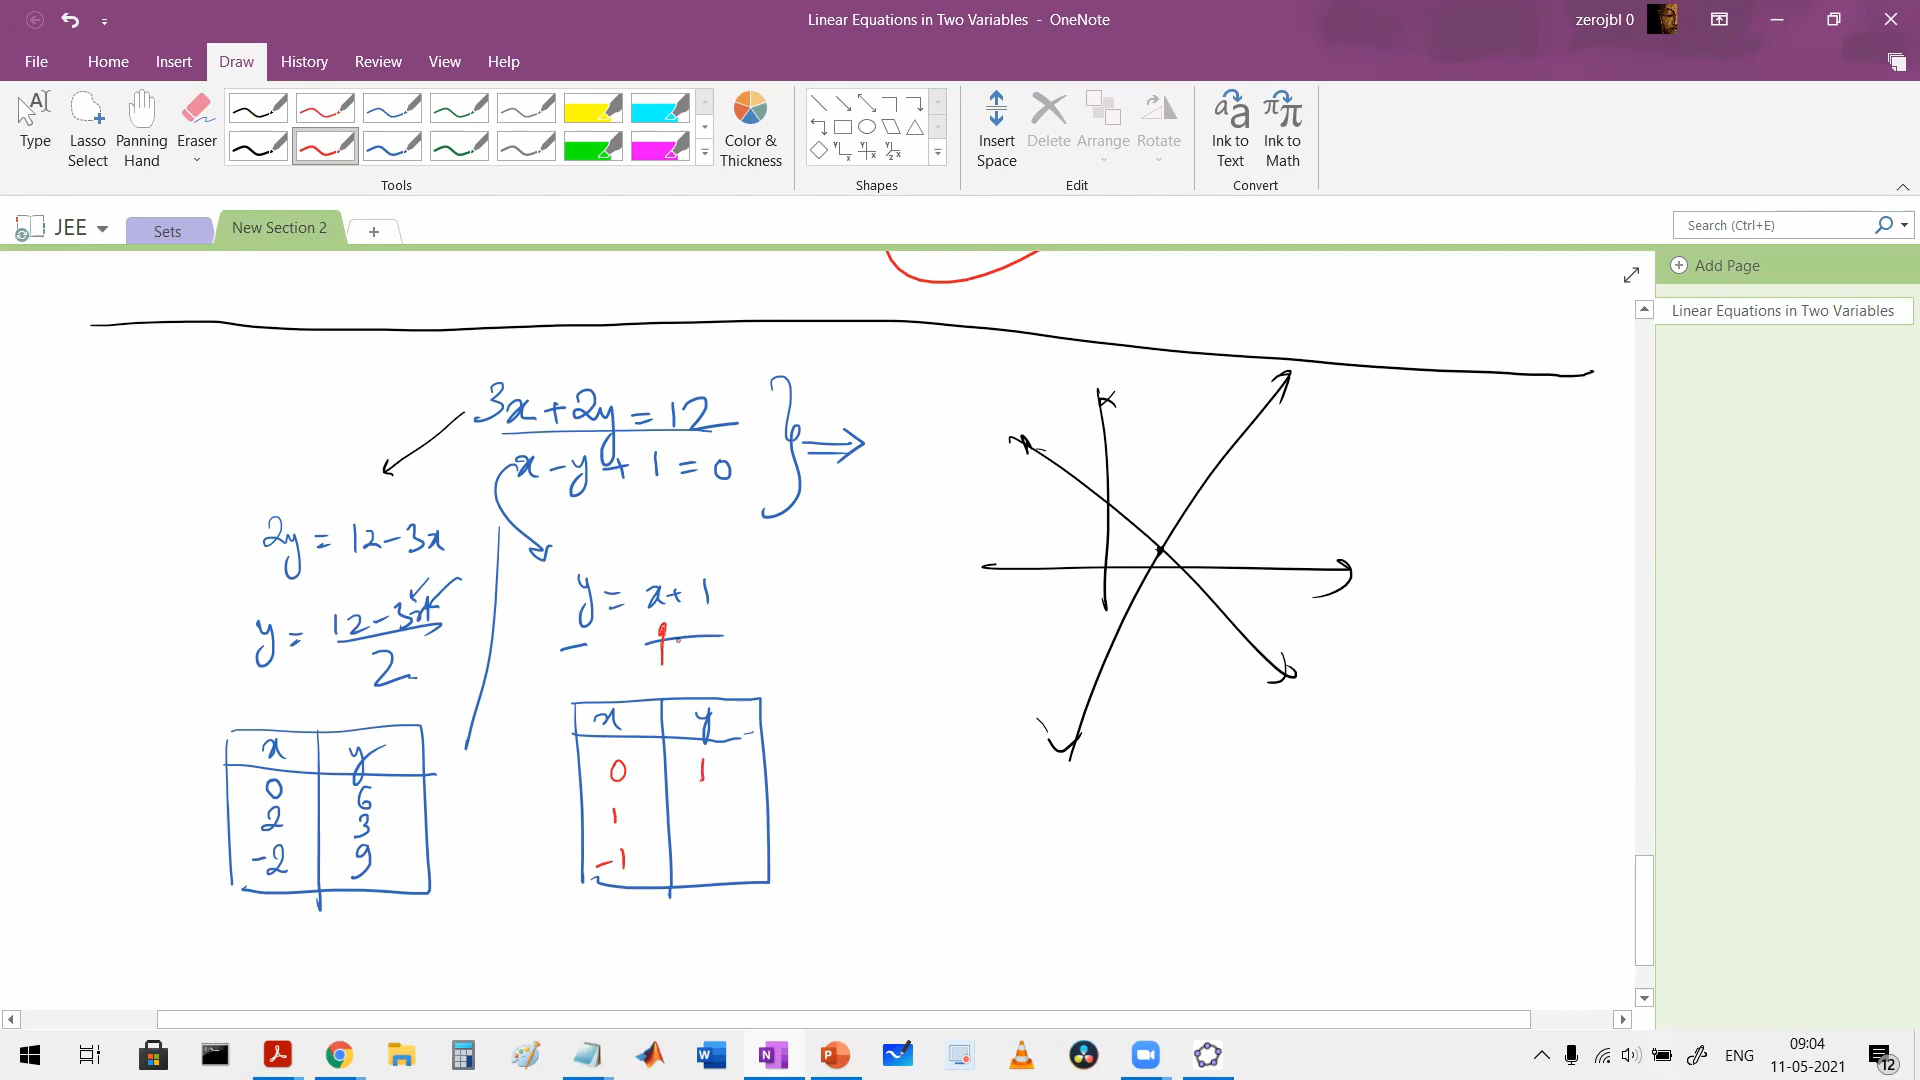 Linear Equations in Two Variables - OneNote
zerojbl 0
File Home Insert Draw History Review View Help
Type
Lasso Select
Panning Hand
Eraser
Color & Thickness
Insert Space
Delete
Arrange
Rotate
Ink to Text
Ink to Math
Tools
Shapes
Edit
Convert
JEE
Sets
New Section 2
Search (Ctrl+E)
Add Page
Linear Equations in Two Variables
3x+2y=12
x-y+1=0
2y=12-3x
y=x+1
y=(12-3x)/2
x y
0 6
2 3
-2 9
x y
0 1
1
-1
ENG
09:04
11-05-2021
12